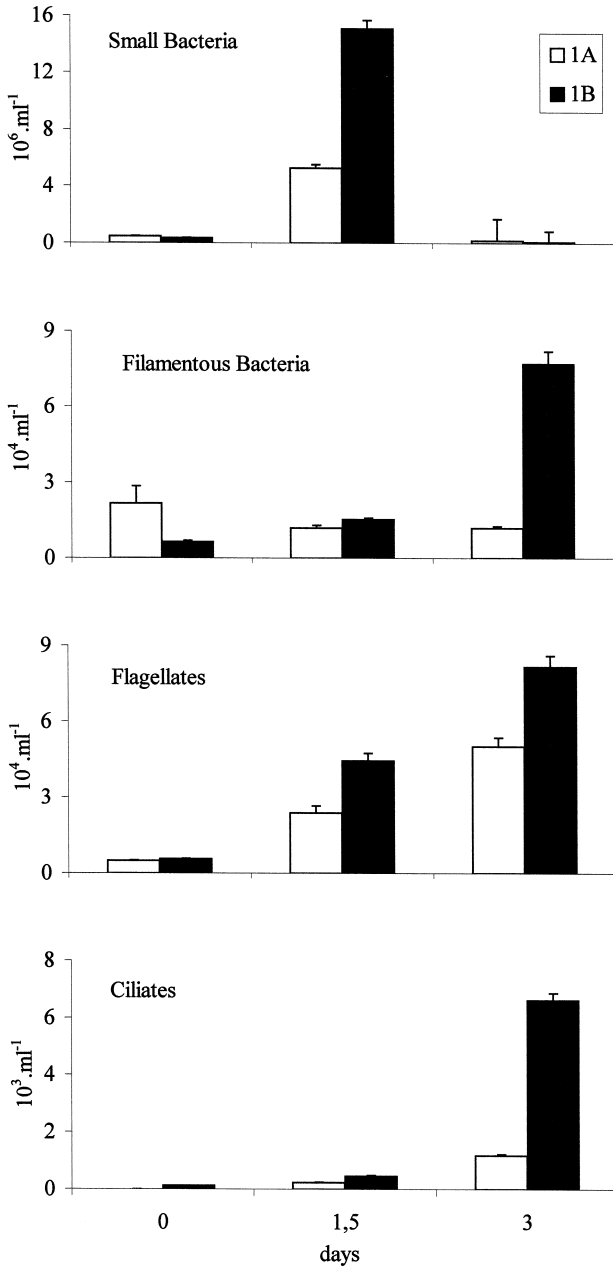 Small Bacteria
1A
1B
10⁶.ml⁻¹
16
12
8
4
0
Filamentous Bacteria
10⁴.ml⁻¹
9
6
3
0
Flagellates
10⁴.ml⁻¹
9
6
3
0
Ciliates
10³.ml⁻¹
8
6
4
2
0
0 1,5 3
days